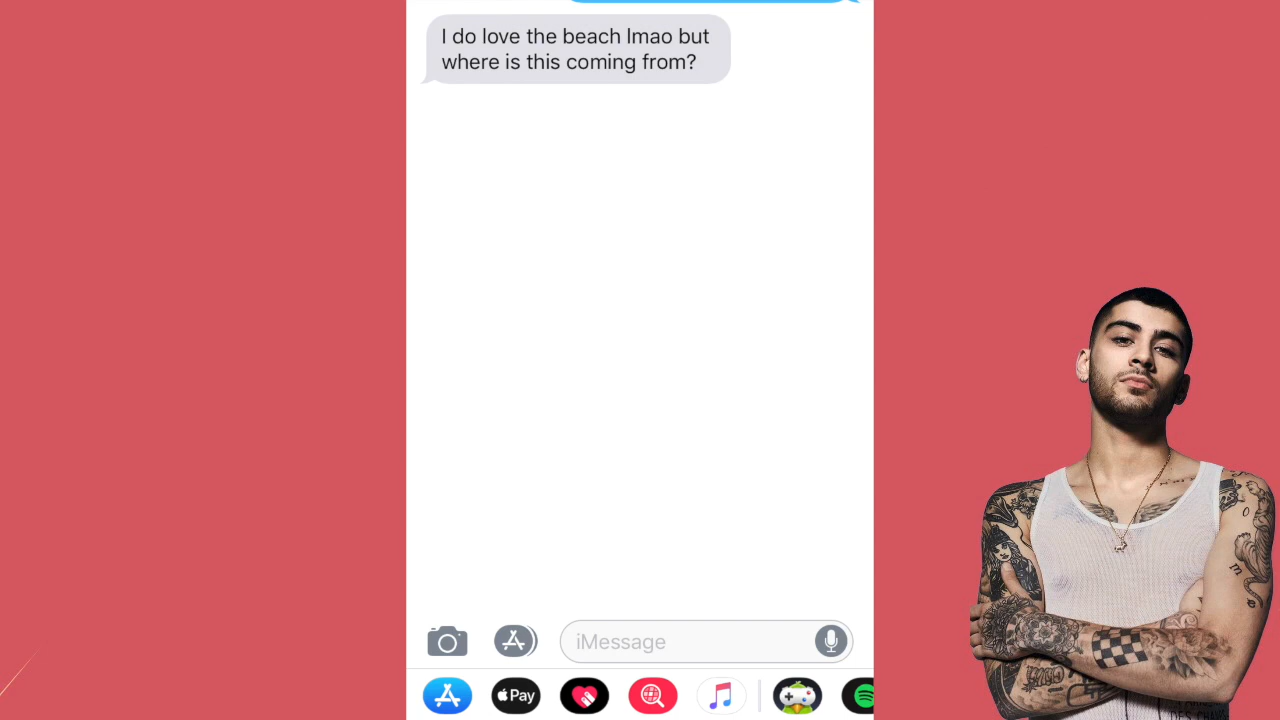 I do love the beach lmao but
where is this coming from?
iMessage
Pay